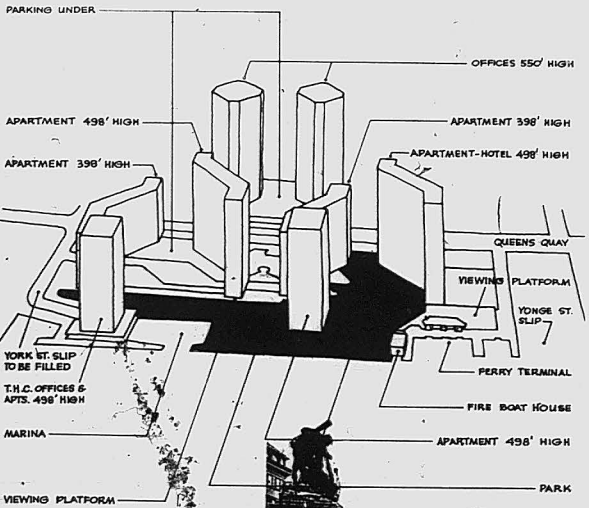 PARKING UNDER
OFFICES 550' HIGH
APARTMENT 498' HIGH
APARTMENT 398' HIGH
APARTMENT 398' HIGH
APARTMENT-HOTEL 498' HIGH
QUEENS QUAY
VIEWING PLATFORM
YONGE ST.
SLIP
YORK ST. SLIP
TO BE FILLED
FERRY TERMINAL
T.H.C. OFFICES &
APTS. 498' HIGH
FIRE BOAT HOUSE
MARINA
APARTMENT 498' HIGH
PARK
VIEWING PLATFORM